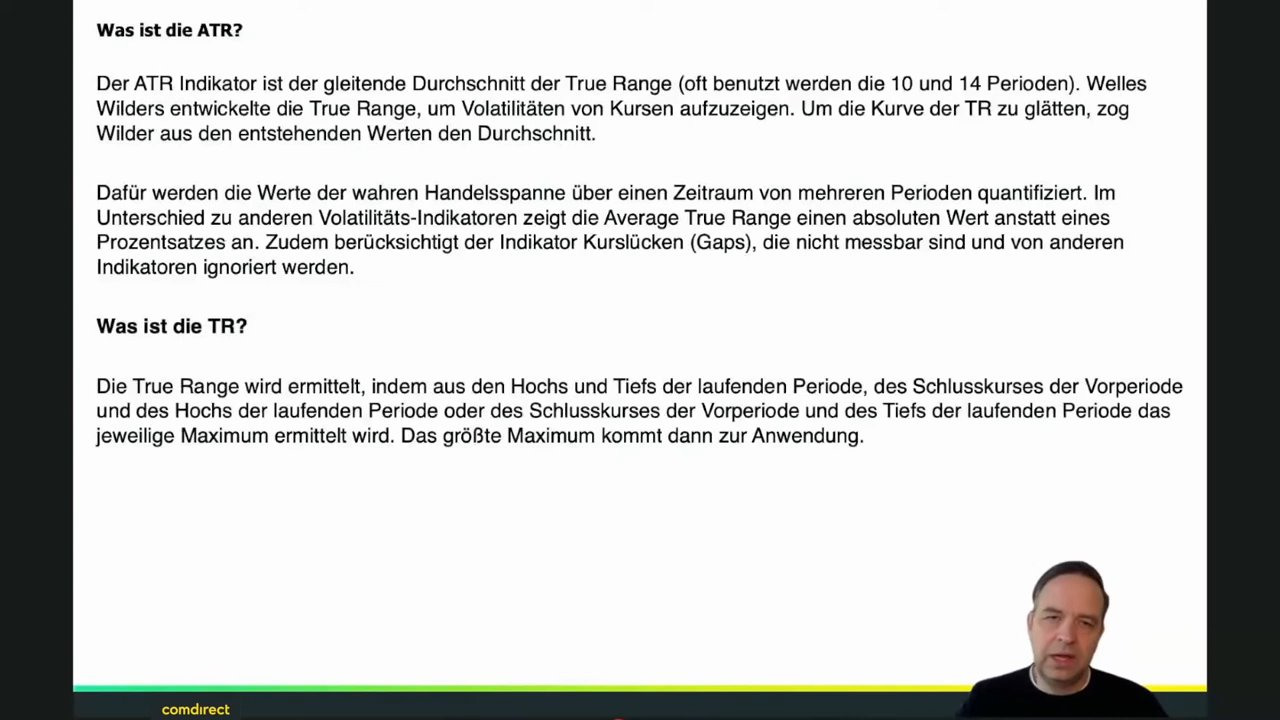 Was ist die ATR?
Der ATR Indikator ist der gleitende Durchschnitt der True Range (oft benutzt werden die 10 und 14 Perioden). Welles
Wilders entwickelte die True Range, um Volatilitäten von Kursen aufzuzeigen. Um die Kurve der TR zu glätten, zog
Wilder aus den entstehenden Werten den Durchschnitt.
Dafür werden die Werte der wahren Handelsspanne über einen Zeitraum von mehreren Perioden quantifiziert. Im
Unterschied zu anderen Volatilitäts-Indikatoren zeigt die Average True Range einen absoluten Wert anstatt eines
Prozentsatzes an. Zudem berücksichtigt der Indikator Kurslücken (Gaps), die nicht messbar sind und von anderen
Indikatoren ignoriert werden.
Was ist die TR?
Die True Range wird ermittelt, indem aus den Hochs und Tiefs der laufenden Periode, des Schlusskurses der Vorperiode
und des Hochs der laufenden Periode oder des Schlusskurses der Vorperiode und des Tiefs der laufenden Periode das
jeweilige Maximum ermittelt wird. Das größte Maximum kommt dann zur Anwendung.
comdirect